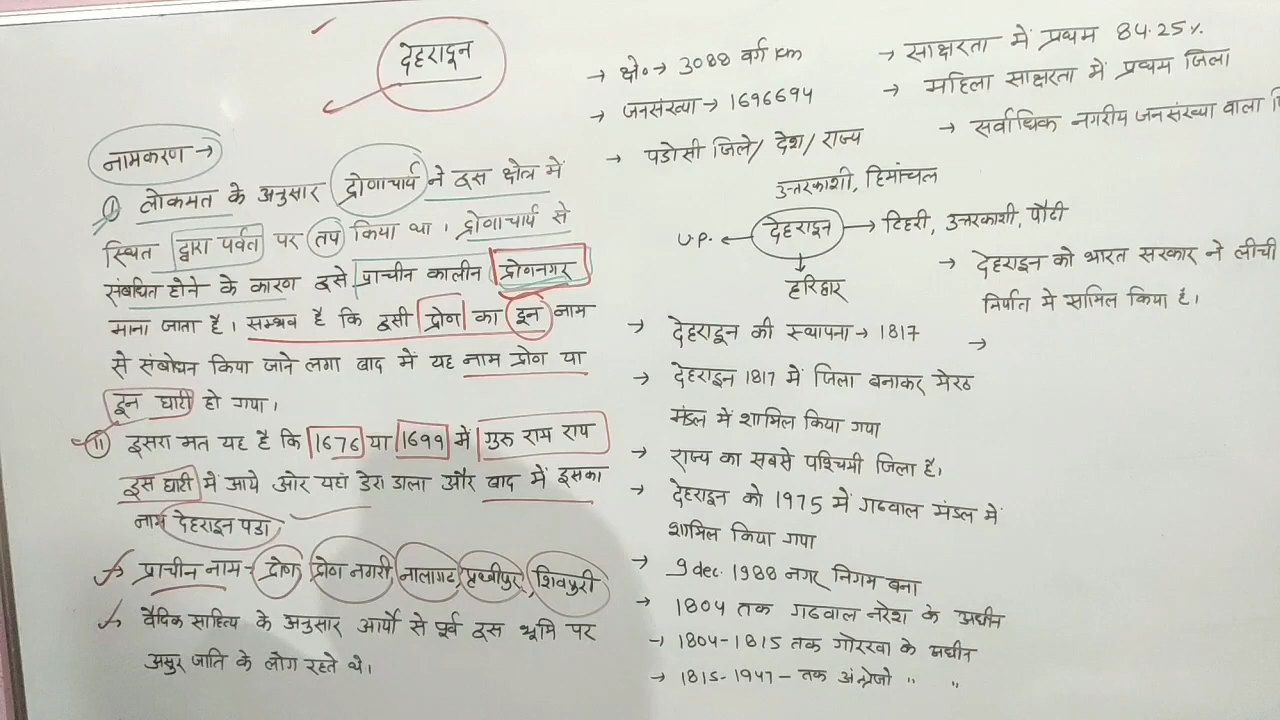 देहरादून
नामकरण →
① लोकमत के अनुसार द्रोणाचार्य ने इस क्षेत्र में
स्थित द्वारा पर्वत पर तप किया था। द्रोणाचार्य से
संबंधित होने के कारण इसे प्राचीन कालीन द्रोणनगर
माना जाता है। सम्भव है कि इसी द्रोण का दून नाम
से संबोधन किया जाने लगा बाद में यह नाम द्रोण या
दून घाटी हो गया।
⑪ दूसरा मत यह है कि 1676 या 1699 में गुरु राम राय
इस घाटी में आये और यहां डेरा डाला और बाद में इसका
नाम देहरादून पडा
→ प्राचीन नाम - द्रोण, द्रोण नगरी, नालागढ, पृथ्वीपुर, शिवपुरी
→ वैदिक साहित्य के अनुसार आर्यो से पूर्व इस भूमि पर
असुर जाति के लोग रहते थे।
→ क्षे० → 3088 वर्ग km
→ जनसंख्या → 1696694
→ पडोसी जिले/ देश/ राज्य
उत्तरकाशी, हिमांचल
U.P. ← देहरादून → टिहरी, उत्तरकाशी, पौटी
↓
हरिद्वार
→ देहरादून की स्थापना → 1817
→ देहरादून 1817 में जिला बनाकर मेरठ
मंडल में शामिल किया गया
→ राज्य का सबसे पश्चिमी जिला है।
→ देहरादून को 1975 में गढवाल मंडल में
शामिल किया गया
→ 9 dec. 1988 नगर निगम बना
→ 1804 तक गढवाल नरेश के अधीन
→ 1804-1815 तक गोरखा के अधीन
→ 1815-1947 - तक अंग्रेजो " "
→ साक्षरता में प्रथम 84.25%
→ महिला साक्षरता में प्रथम जिला
→ सर्वाधिक नगरीय जनसंख्या वाला
→ देहरादून को भारत सरकार ने लीची
निर्यात मे सामिल किया है।
→